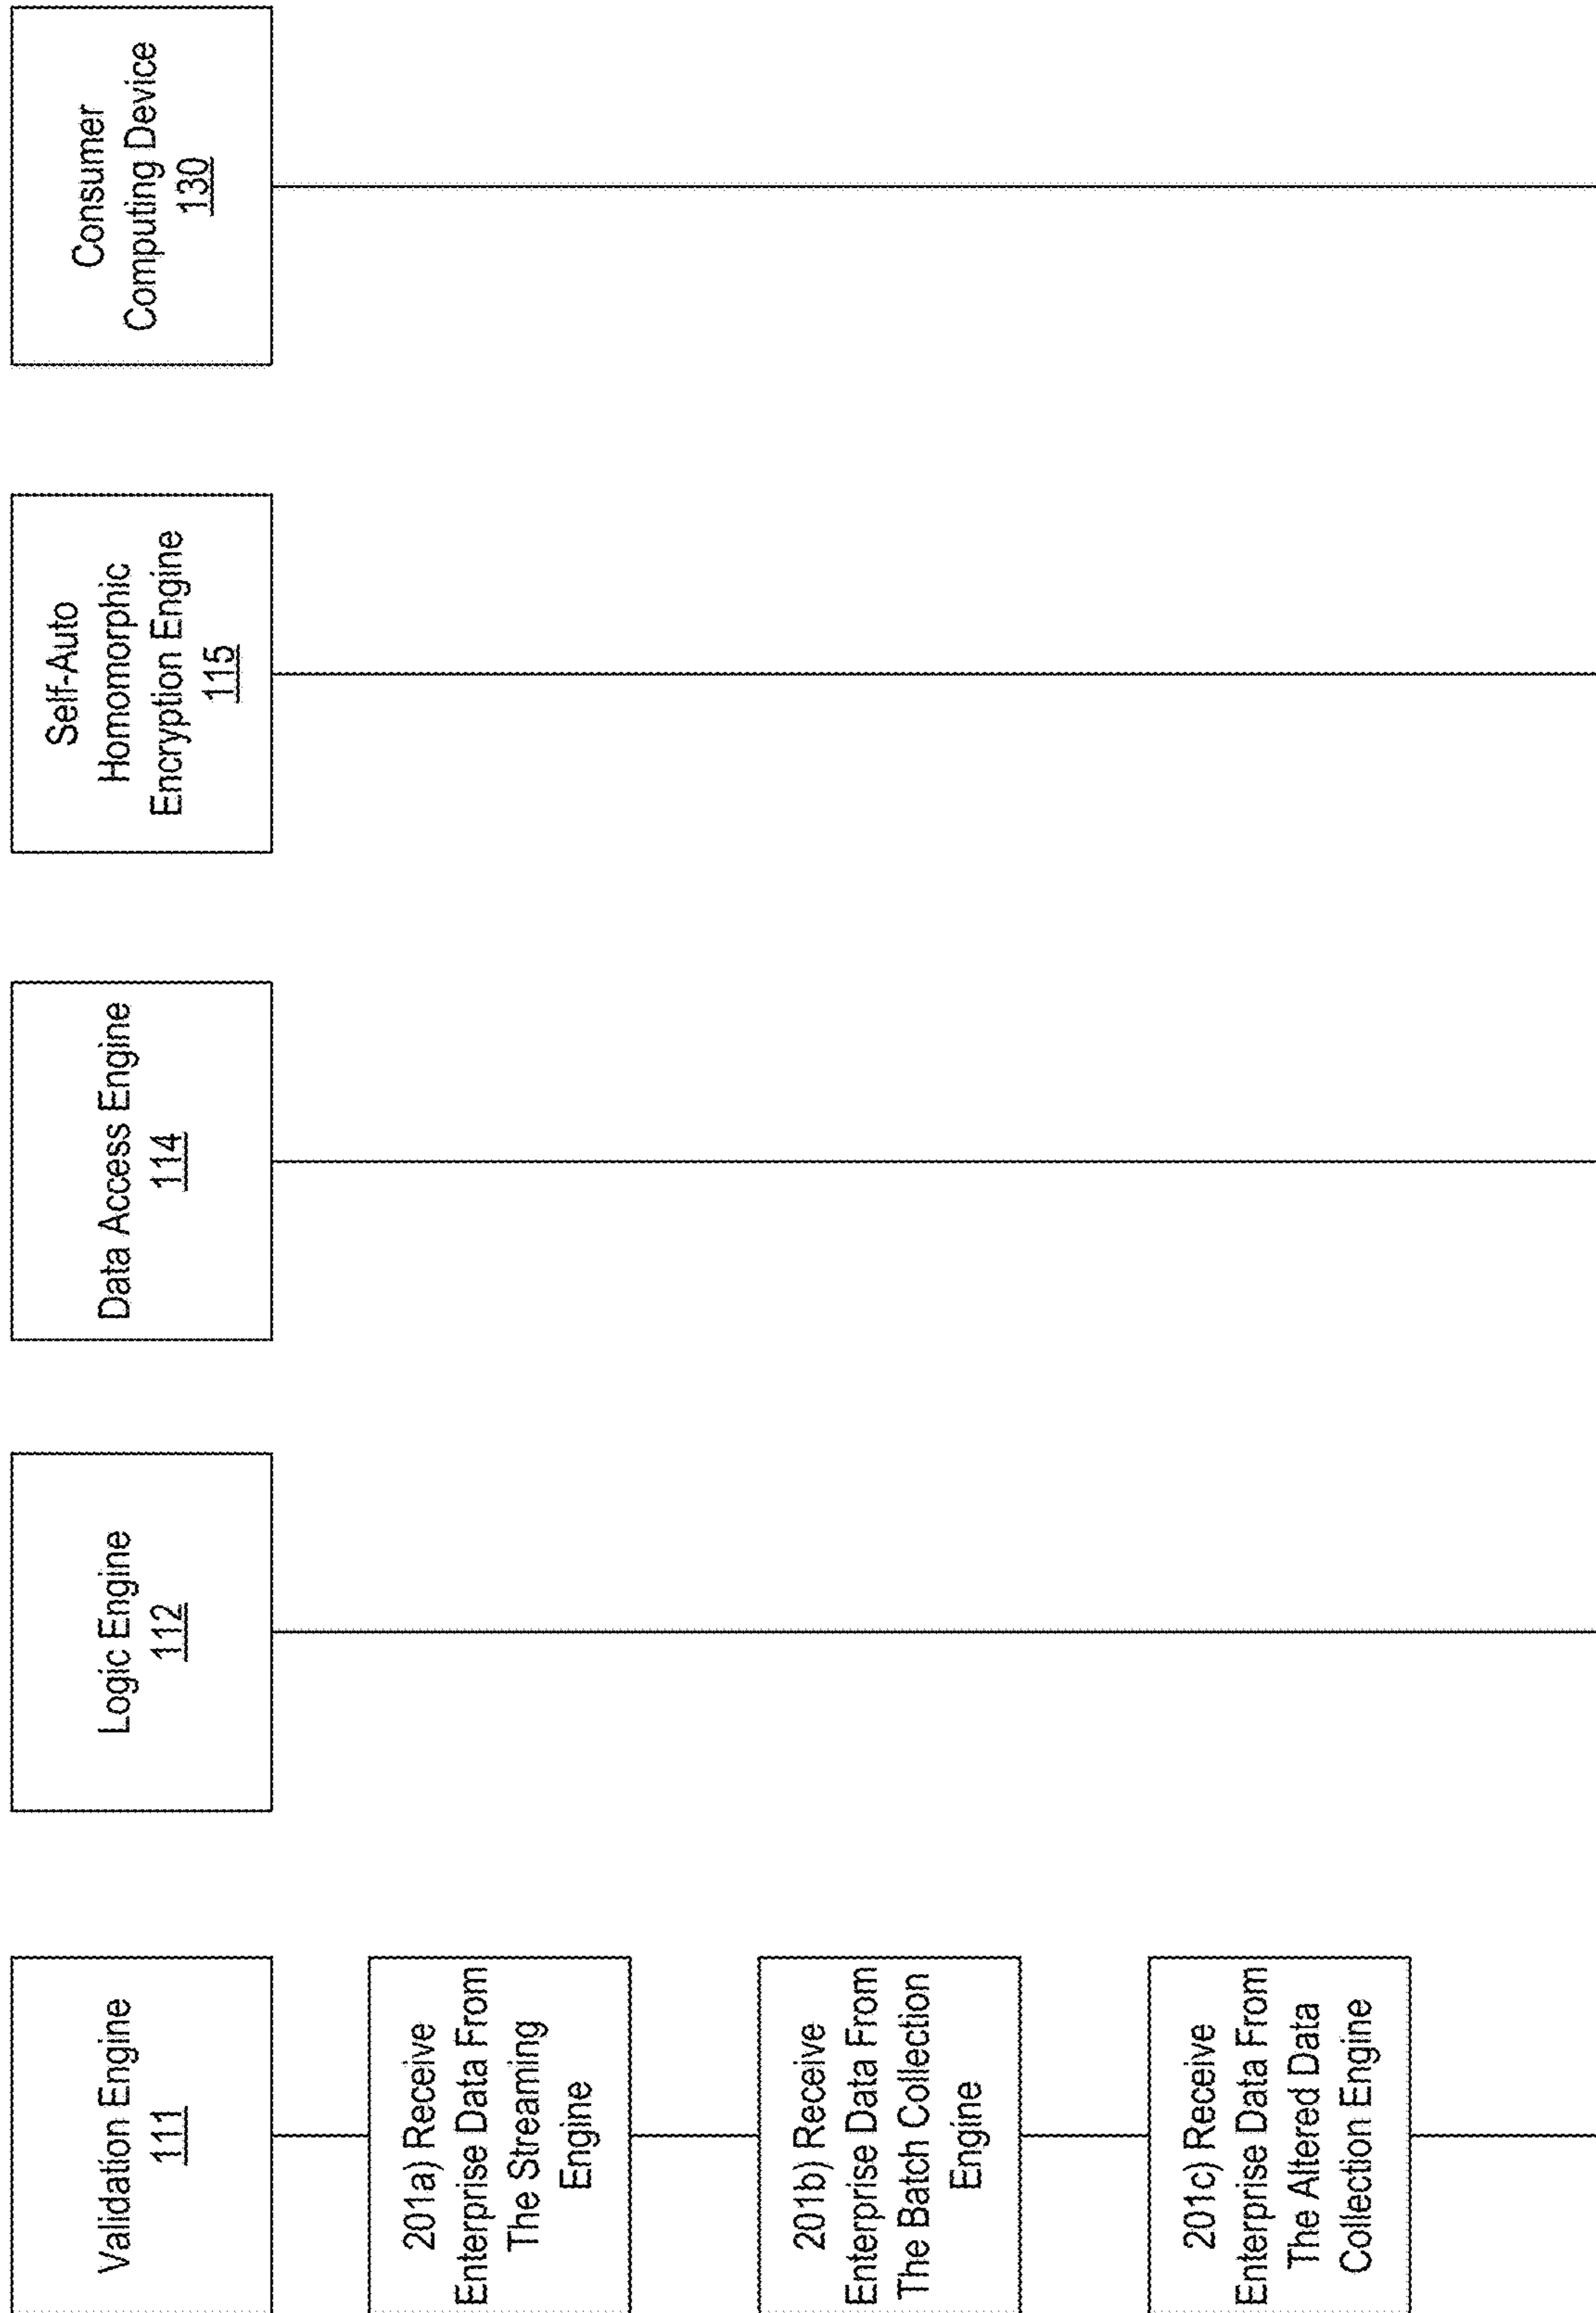 Validation Engine
111
Logic Engine
112
Data Access Engine
114
Self-Auto
Homomorphic
Encryption Engine
115
Consumer
Computing Device
130
201a) Receive
Enterprise Data From
The Streaming
Engine
201b) Receive
Enterprise Data From
The Batch Collection
Engine
201c) Receive
Enterprise Data From
The Altered Data
Collection Engine